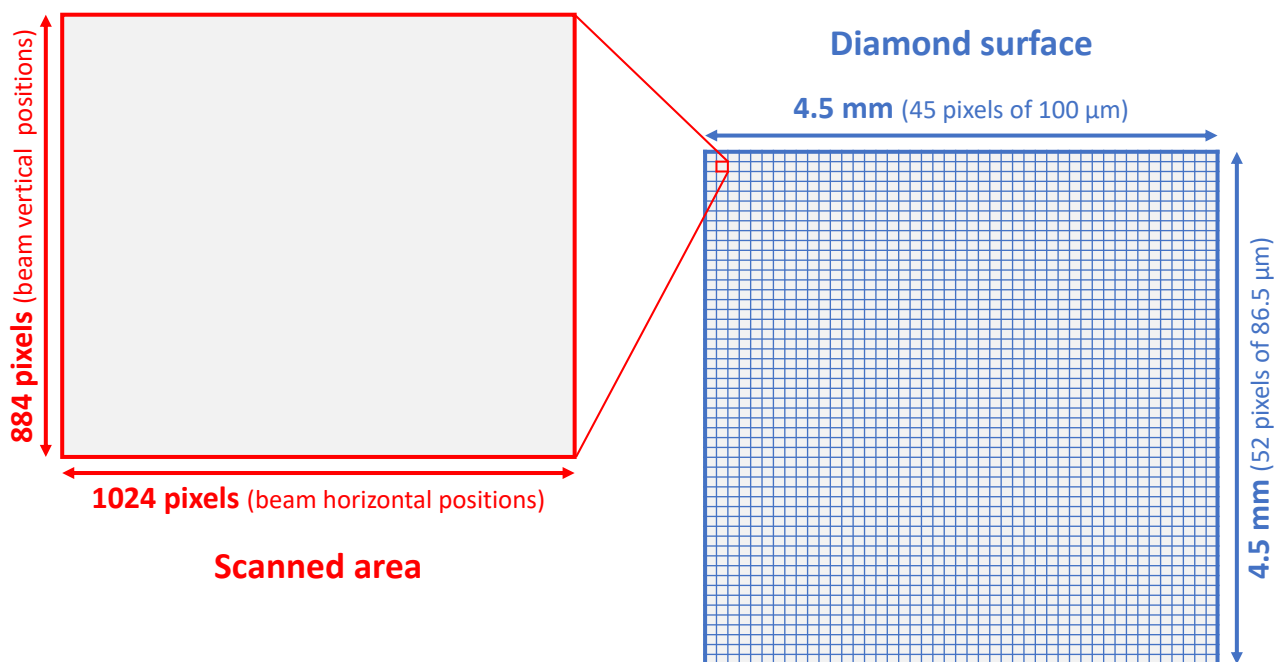 884 pixels (beam vertical positions)
1024 pixels (beam horizontal positions)
Scanned area
Diamond surface
4.5 mm (45 pixels of 100 µm)
4.5 mm (52 pixels of 86.5 µm)